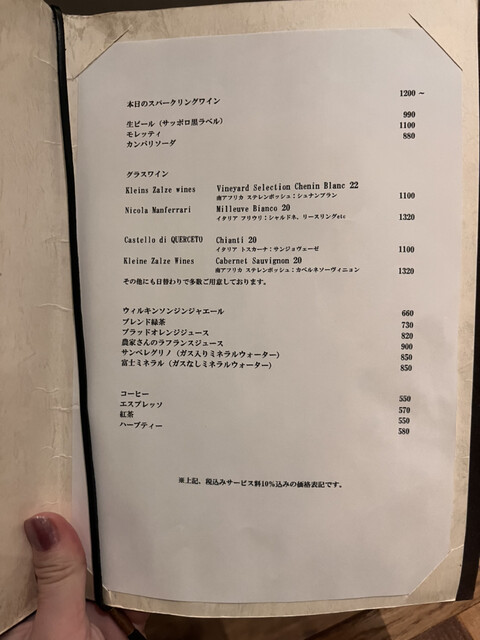 本日のスパークリングワイン 1200 ~
生ビール（サッポロ黒ラベル） 990
モレッティ 1100
カンパリソーダ 880
グラスワイン
Kleins Zalze wines Vineyard Selection Chenin Blanc 22
南アフリカ ステレンボッシュ：シュナンブラン 1100
Nicola Manferrari Milleuve Bianco 20
イタリア フリウリ：シャルドネ、リースリングetc 1320
Castello di QUERCETO Chianti 20
イタリア トスカーナ：サンジョヴェーゼ 1100
Kleine Zalze Wines Cabernet Sauvignon 20
南アフリカ ステレンボッシュ：カベルネソーヴィニョン 1320
その他にも日替わりで多数ご用意しております。
ウィルキンソンジンジャエール 660
ブレンド緑茶 730
ブラッドオレンジジュース 820
農家さんのラフランスジュース 900
サンペレグリノ（ガス入りミネラルウォーター） 850
富士ミネラル（ガスなしミネラルウォーター） 850
コーヒー 550
エスプレッソ 570
紅茶 550
ハーブティー 580
※上記、税込みサービス料10%込みの価格表記です。